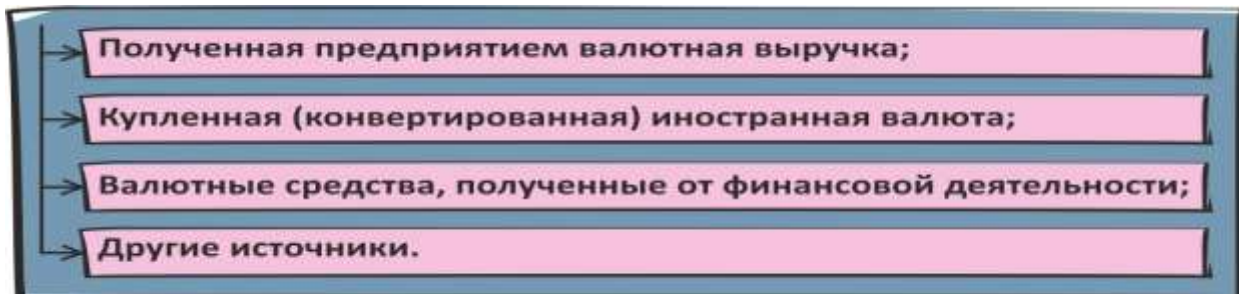 Полученная предприятием валютная выручка;
Купленная (конвертированная) иностранная валюта;
Валютные средства, полученные от финансовой деятельности;
Другие источники.